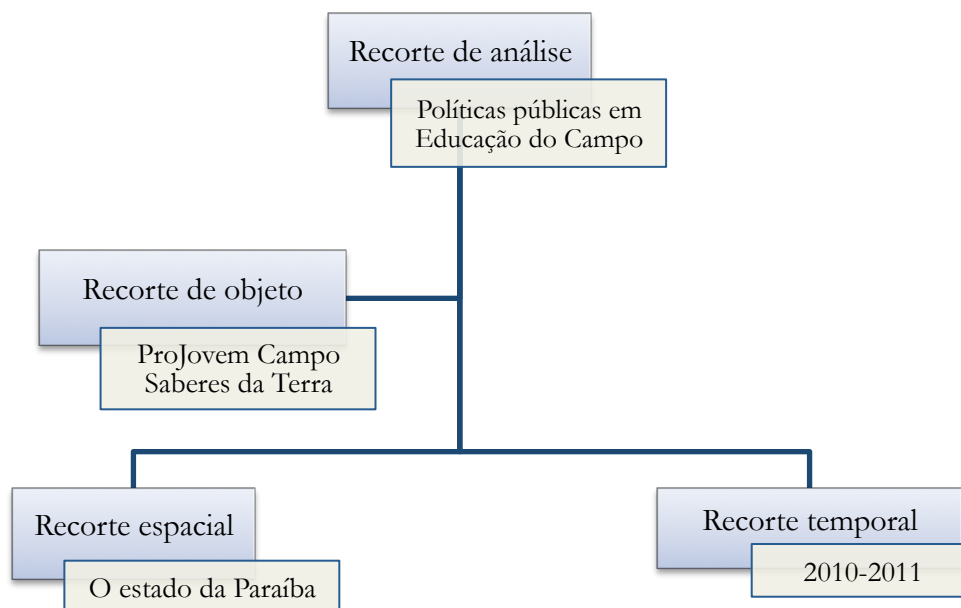 Recorte de análise
Políticas públicas em
Educação do Campo
Recorte de objeto
ProJovem Campo
Saberes da Terra
Recorte espacial
O estado da Paraíba
Recorte temporal
2010-2011